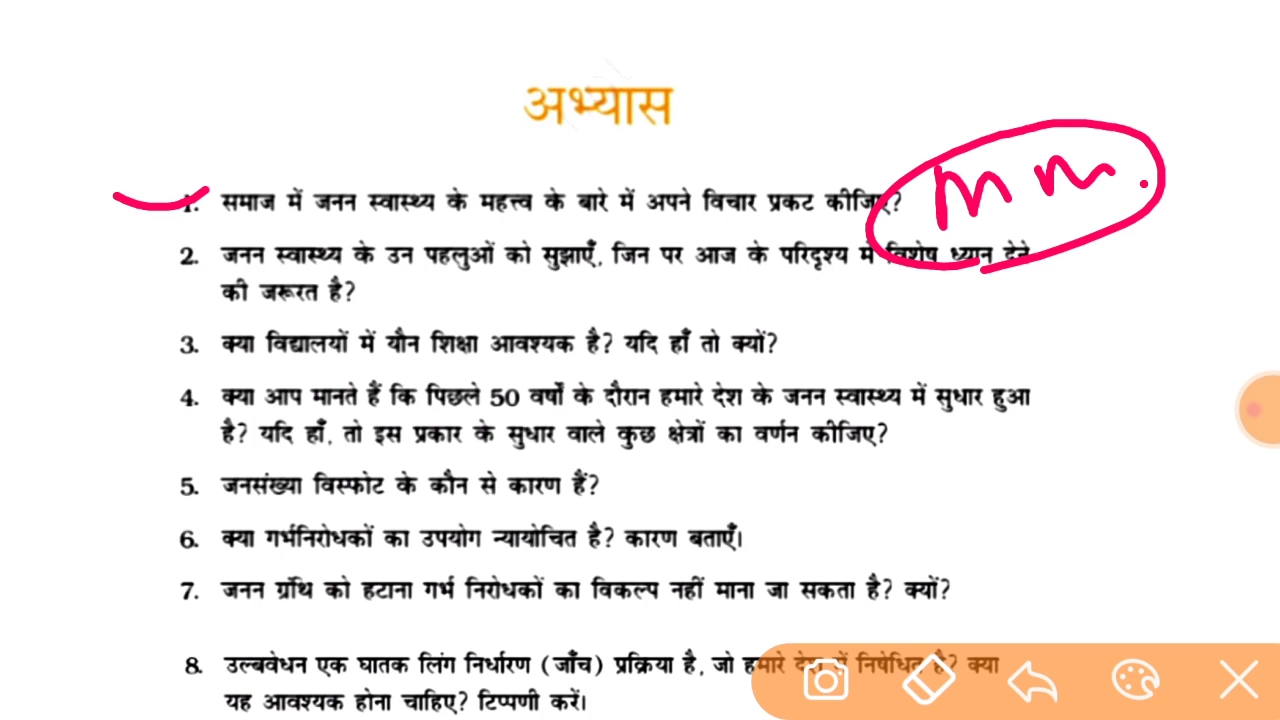 अभ्यास
1. समाज में जनन स्वास्थ्य के महत्त्व के बारे में अपने विचार प्रकट कीजिए?
2. जनन स्वास्थ्य के उन पहलुओं को सुझाएँ, जिन पर आज के परिदृश्य में विशेष ध्यान देने
की जरूरत है?
3. क्या विद्यालयों में यौन शिक्षा आवश्यक है? यदि हाँ तो क्यों?
4. क्या आप मानते हैं कि पिछले 50 वर्षों के दौरान हमारे देश के जनन स्वास्थ्य में सुधार हुआ
है? यदि हाँ, तो इस प्रकार के सुधार वाले कुछ क्षेत्रों का वर्णन कीजिए?
5. जनसंख्या विस्फोट के कौन से कारण हैं?
6. क्या गर्भनिरोधकों का उपयोग न्यायोचित है? कारण बताएँ।
7. जनन ग्रंथि को हटाना गर्भ निरोधकों का विकल्प नहीं माना जा सकता है? क्यों?
8. उल्बवेधन एक घातक लिंग निर्धारण (जाँच) प्रक्रिया है, जो हमारे देश में निषेधित है? क्या
यह आवश्यक होना चाहिए? टिप्पणी करें।